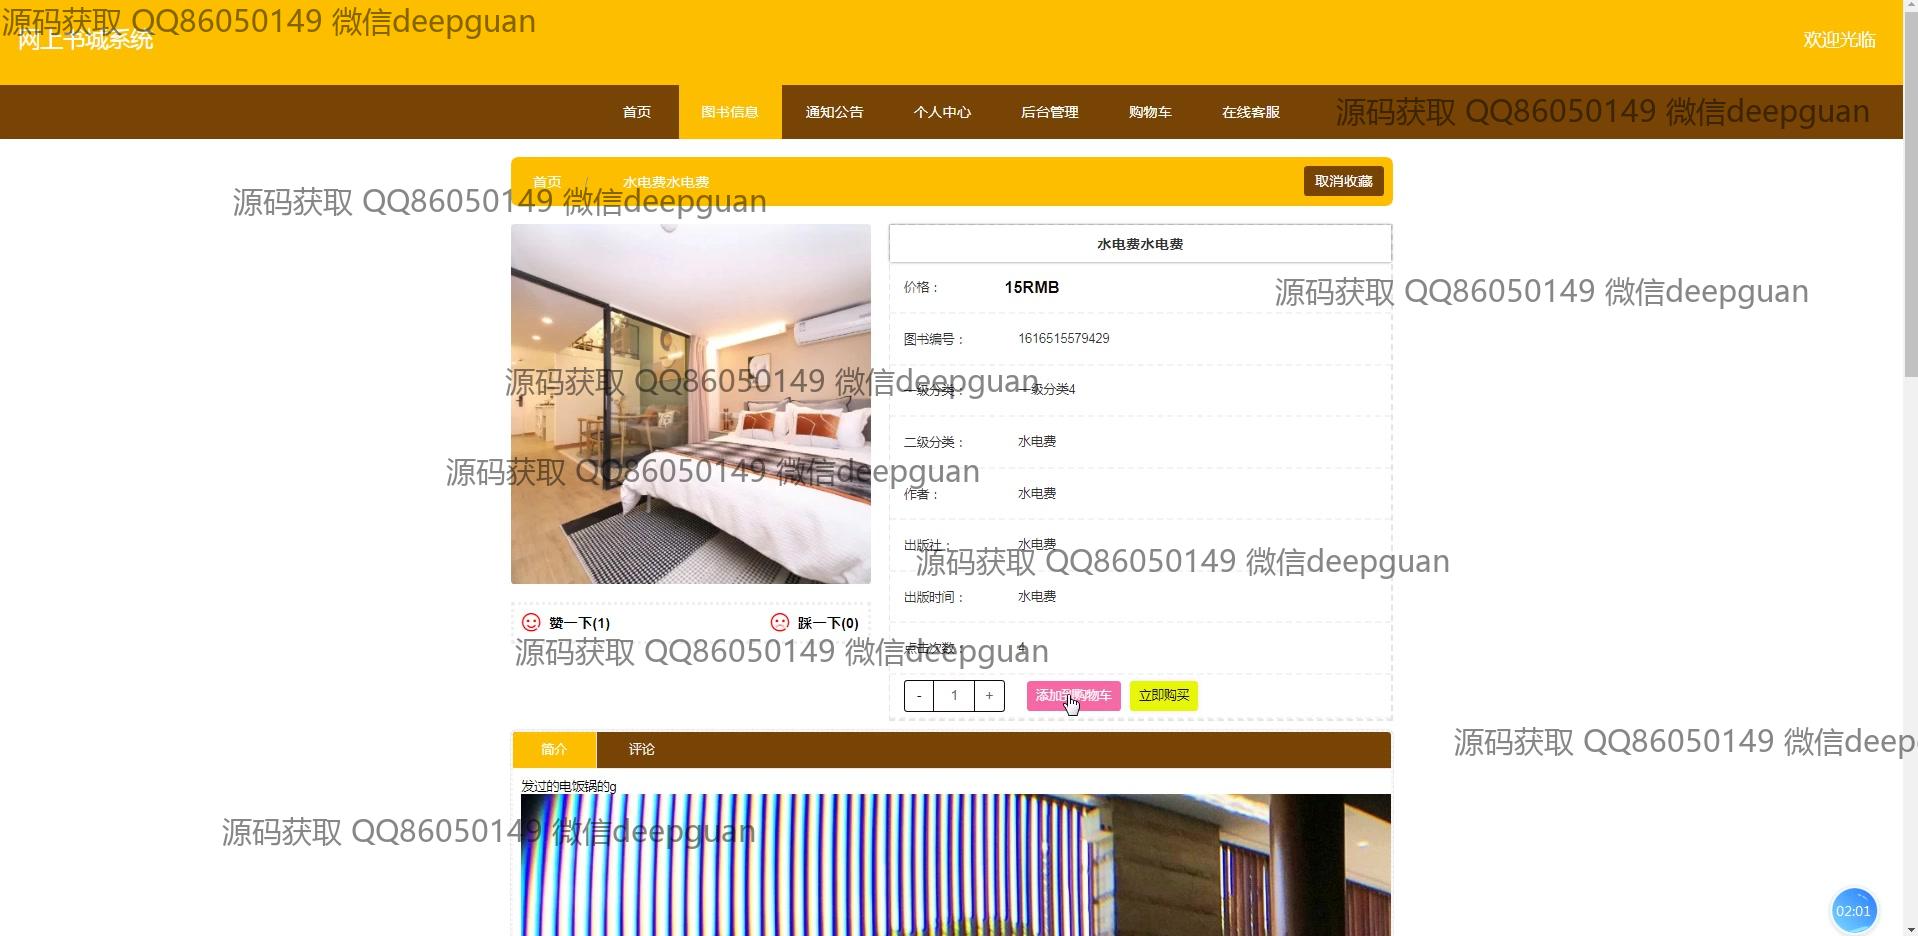 源码获取 QQ86050149 微信deepguan
网上书城系统
欢迎光临
首页 图书信息 通知公告 个人中心 后台管理 购物车 在线客服
源码获取 QQ86050149 微信deepguan
首页 / 水电费水电费
取消收藏
源码获取 QQ86050149 微信deepguan
水电费水电费
价格： 15RMB
源码获取 QQ86050149 微信deepguan
图书编号： 1616515579429
源码获取 QQ86050149 微信deepguan
一级分类： 一级分类4
二级分类： 水电费
源码获取 QQ86050149 微信deepguan
作者： 水电费
出版社： 水电费
源码获取 QQ86050149 微信deepguan
出版时间： 水电费
赞一下(1)
踩一下(0)
源码获取 QQ86050149 微信deepguan
点击次数： 4
- 1 +
添加到购物车
立即购买
源码获取 QQ86050149 微信deep
简介 评论
发过的电饭锅的g
源码获取 QQ86050149 微信deepguan
02:01